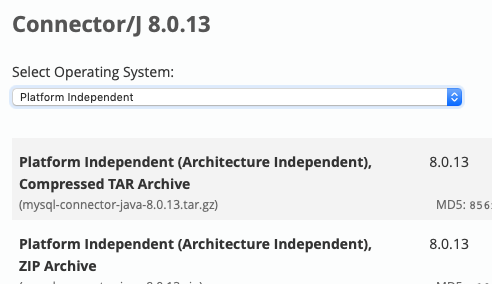 Connector/J 8.0.13
Select Operating System:
Platform Independent
Platform Independent (Architecture Independent), 8.0.13
Compressed TAR Archive
(mysql-connector-java-8.0.13.tar.gz) MD5: 856
Platform Independent (Architecture Independent), 8.0.13
ZIP Archive